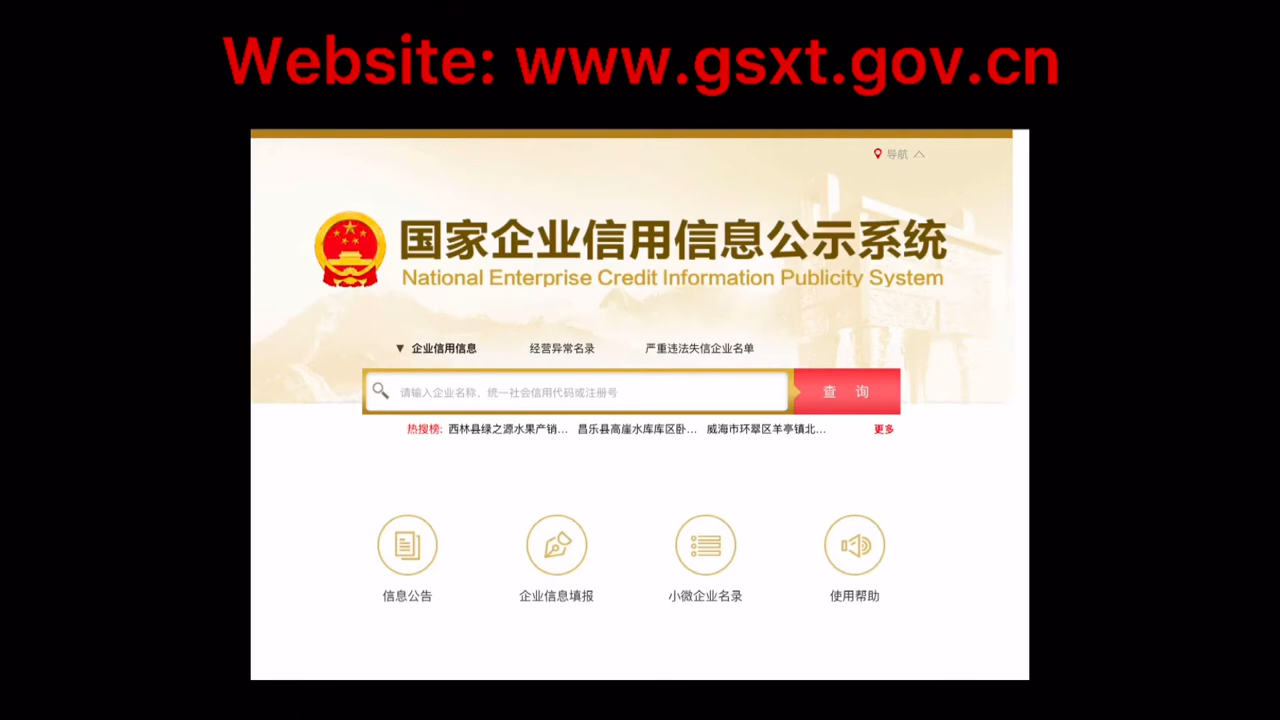 Website: www.gsxt.gov.cn
导航
国家企业信用信息公示系统
National Enterprise Credit Information Publicity System
企业信用信息 经营异常名录 严重违法失信企业名单
请输入企业名称、统一社会信用代码或注册号 查 询
热搜榜: 西林县绿之源水果产销... 昌乐县高崖水库库区卧... 威海市环翠区羊亭镇北... 更多
信息公告 企业信息填报 小微企业名录 使用帮助